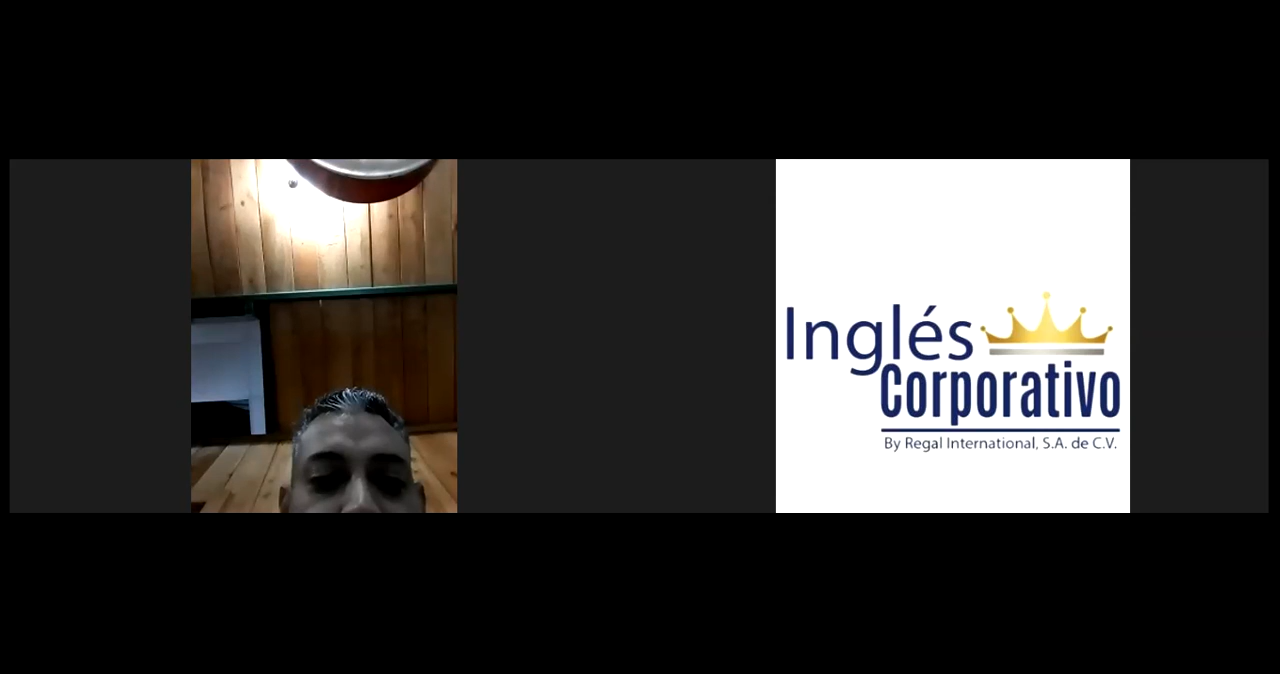 Inglés
Corporativo
By Regal International, S.A. de C.V.